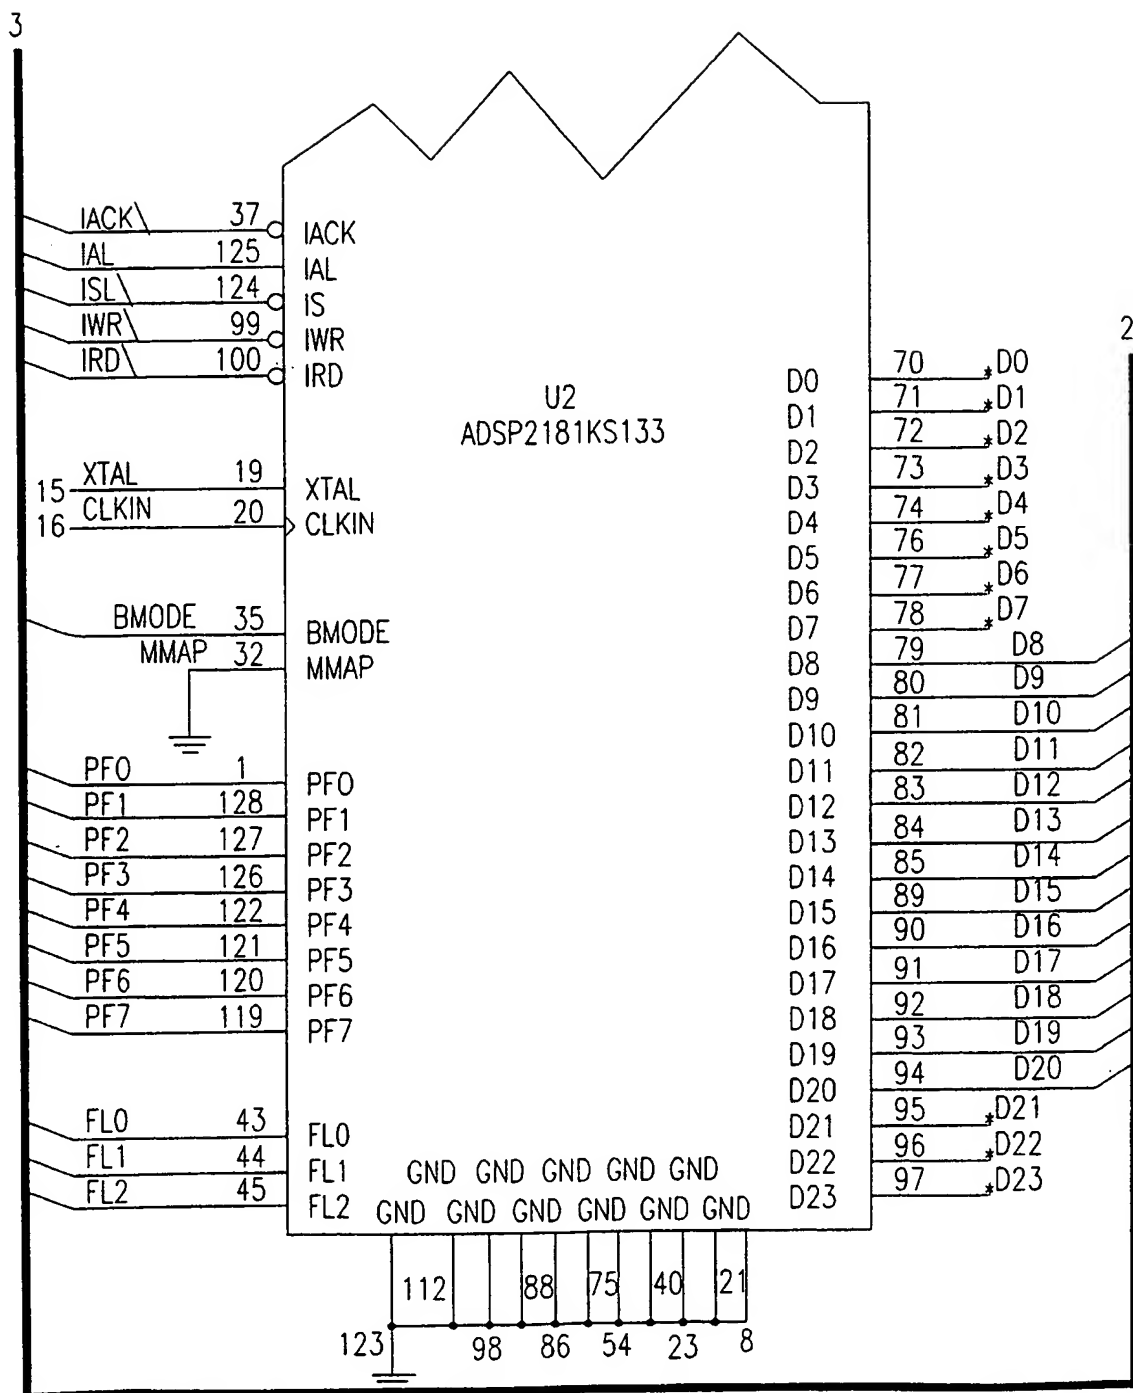 3
2
IACK\ 37 IACK
IAL 125 IAL
ISL\ 124 IS
IWR\ 99 IWR
IRD\ 100 IRD
U2
ADSP2181KS133
15 XTAL 19 XTAL
16 CLKIN 20 CLKIN
BMODE 35 BMODE
MMAP 32 MMAP
PF0 1 PF0
PF1 128 PF1
PF2 127 PF2
PF3 126 PF3
PF4 122 PF4
PF5 121 PF5
PF6 120 PF6
PF7 119 PF7
FL0 43 FL0
FL1 44 FL1
FL2 45 FL2
D0 70 *D0
D1 71 *D1
D2 72 *D2
D3 73 *D3
D4 74 *D4
D5 76 *D5
D6 77 *D6
D7 78 *D7
D8 79 D8
D9 80 D9
D10 81 D10
D11 82 D11
D12 83 D12
D13 84 D13
D14 85 D14
D15 89 D15
D16 90 D16
D17 91 D17
D18 92 D18
D19 93 D19
D20 94 D20
D21 95 *D21
D22 96 *D22
D23 97 *D23
GND GND GND GND GND
GND GND GND GND GND GND
112 88 75 40 21
123 98 86 54 23 8